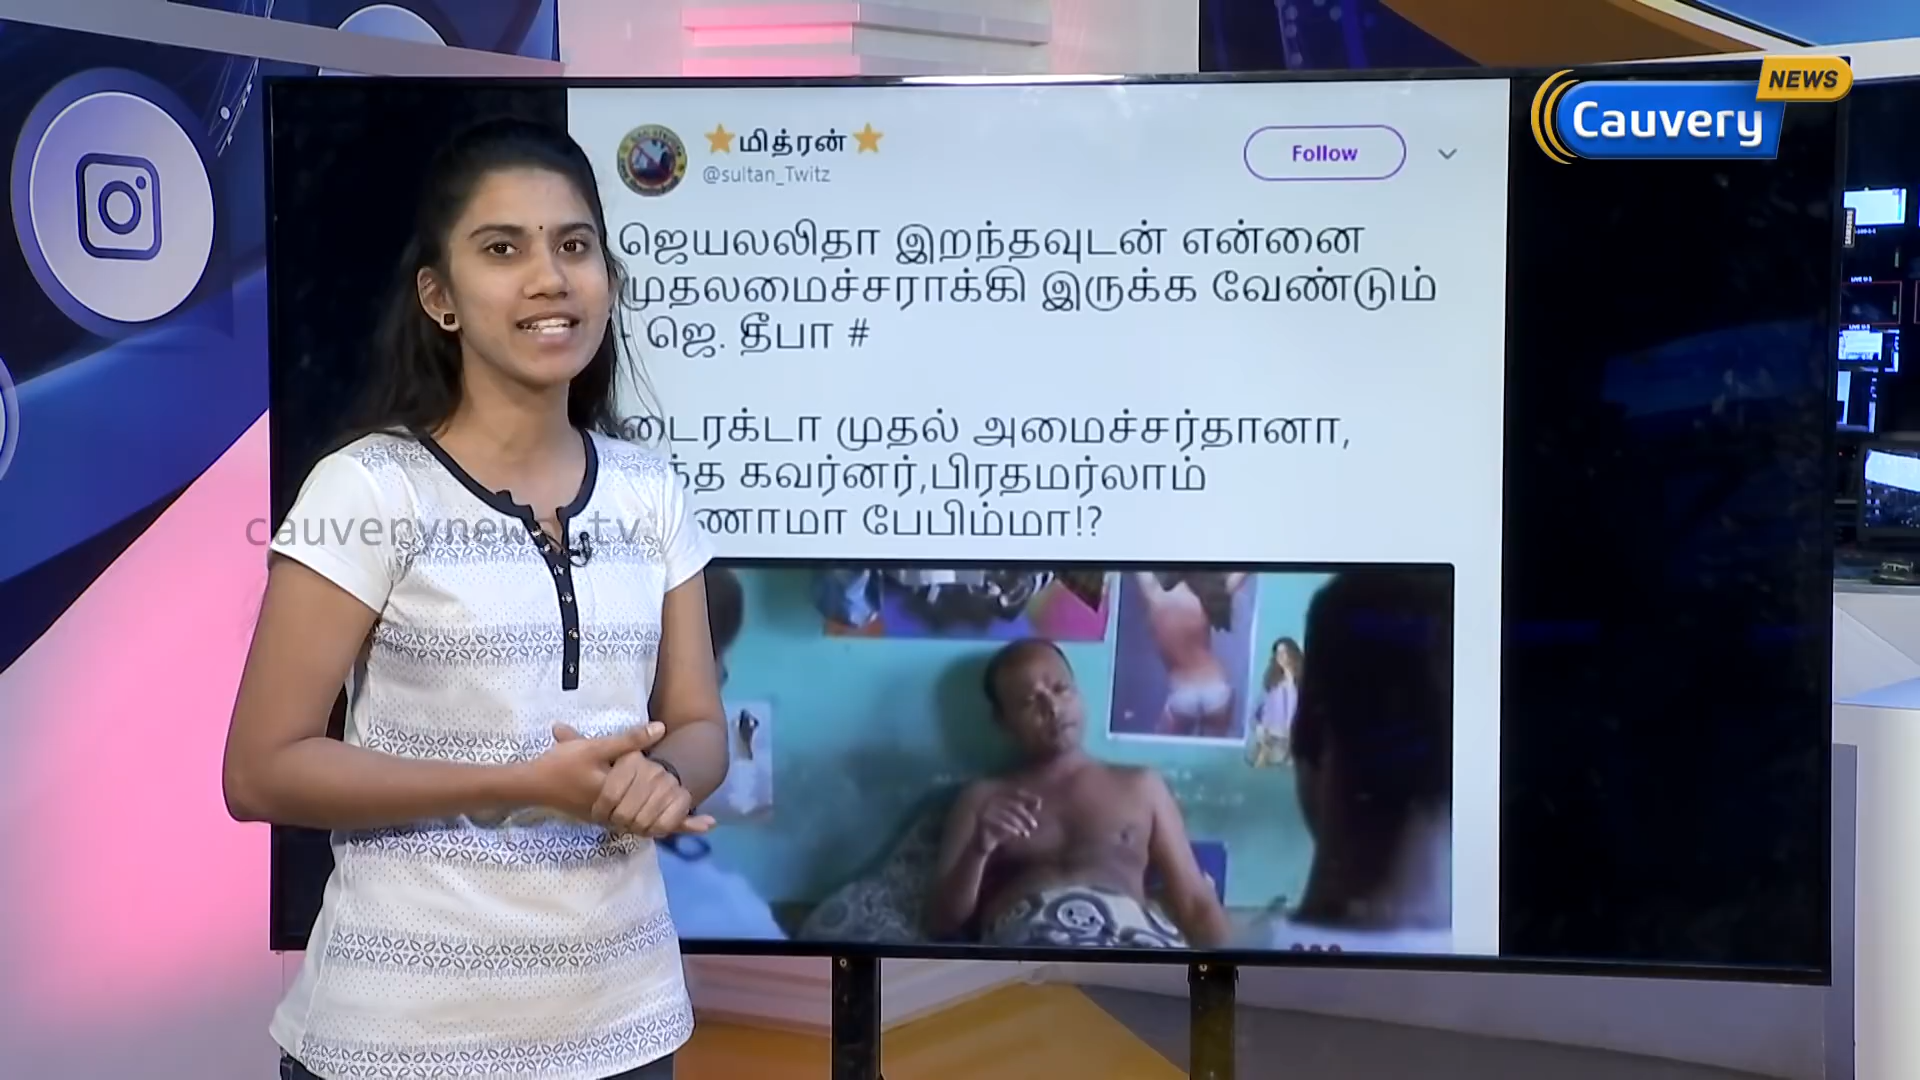 NEWS
Cauvery
மித்ரன்
@sultan_Twitz
Follow
ஜெயலலிதா இறந்தவுடன் என்னை
முதலமைச்சராக்கி இருக்க வேண்டும்
- ஜெ. தீபா #
டைரக்டா முதல் அமைச்சர்தானா,
கவர்னர்,பிரதமர்லாம்
பேபிம்மா!?
cauverynews.tv